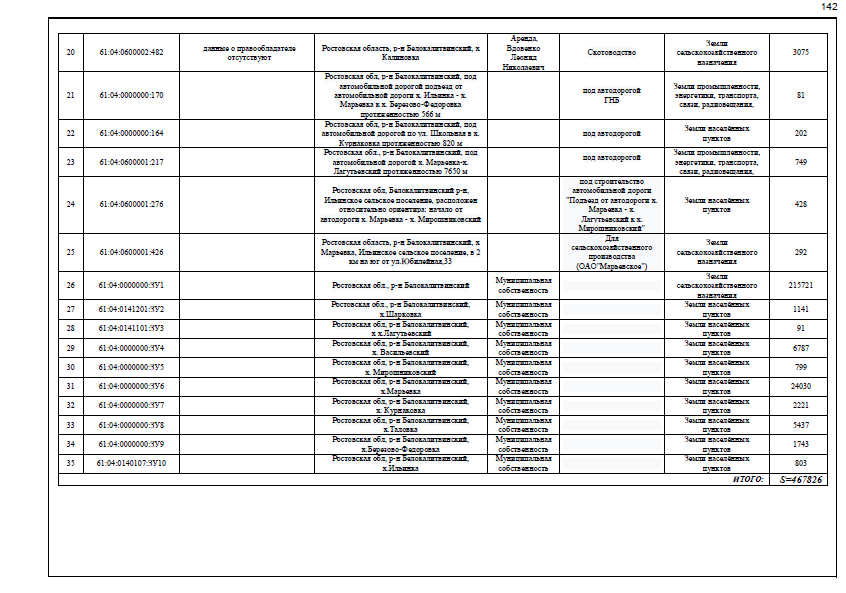 142
20 61:04:0600002:482 данные о правообладателе отсутствуют Ростовская область, р-н Белокалитвинский, х Калиновка Аренда, Вдовенко Леонид Николаевич Скотоводство Земли сельскохозяйственного назначения 3075
21 61:04:0000000:170 Ростовская обл, р-н Белокалитвинский, под автомобильной дорогой подъезд от автомобильной дороги х. Ильинка - х. Марьевка к х. Березово-Федоровка протяженностью 566 м под автодорогой ГНБ Земли промышленности, энергетики, транспорта, связи, радиовещания, 81
22 61:04:0000000:164 Ростовская обл, р-н Белокалитвинский, под автомобильной дорогой по ул. Школьная в х. Курнаковка протяженностью 820 м под автодорогой Земли населённых пунктов 202
23 61:04:0600001:217 Ростовская обл., р-н Белокалитвинский, под автомобильной дорогой х. Марьевка-х. Лагутьевский протяженностью 7650 м под автодорогой Земли промышленности, энергетики, транспорта, связи, радиовещания, 749
24 61:04:0600001:276 Ростовская обл, Белокалитвинский р-н, Ильинское сельское поселение, расположен относительно ориентира: начало от автодороги х. Марьевка - х. Мирошниковский под строительство автомобильной дороги "Подъезд от автодороги х. Марьевка - х. Лагутьевский к х. Мирошниковский" Земли населённых пунктов 428
25 61:04:0600001:426 Ростовская область, р-н Белокалитвинский, х Марьевка, Ильинское сельское поселение, в 2 км на юг от ул.Юбилейная,33 Для сельскохозяйственного производства (ОАО"Марьевское") Земли сельскохозяйственного назначения 292
26 61:04:0000000:ЗУ1 Ростовская обл., р-н Белокалитвинский Муниципальная собственность Земли сельскохозяйственного назначения 215721
27 61:04:0141201:ЗУ2 Ростовская обл., р-н Белокалитвинский, х.Шарковка Муниципальная собственность Земли населённых пунктов 1141
28 61:04:0141101:ЗУ3 Ростовская обл, р-н Белокалитвинский, х х.Лагутьевский Муниципальная собственность Земли населённых пунктов 91
29 61:04:0000000:ЗУ4 Ростовская обл, р-н Белокалитвинский, х. Васильевский Муниципальная собственность Земли населённых пунктов 6787
30 61:04:0000000:ЗУ5 Ростовская обл, р-н Белокалитвинский, х. Мирошниковский Муниципальная собственность Земли населённых пунктов 799
31 61:04:0000000:ЗУ6 Ростовская обл, р-н Белокалитвинский, х.Марьевка Муниципальная собственность Земли населённых пунктов 24030
32 61:04:0000000:ЗУ7 Ростовская обл, р-н Белокалитвинский, х. Курнаковка Муниципальная собственность Земли населённых пунктов 2221
33 61:04:0000000:ЗУ8 Ростовская обл, р-н Белокалитвинский, х.Таловка Муниципальная собственность Земли населённых пунктов 5437
34 61:04:0000000:ЗУ9 Ростовская обл, р-н Белокалитвинский, х.Березово-Федоровка Муниципальная собственность Земли населённых пунктов 1743
35 61:04:0140107:ЗУ10 Ростовская обл, р-н Белокалитвинский, х.Ильинка Муниципальная собственность Земли населённых пунктов 803
ИТОГО: S=467826